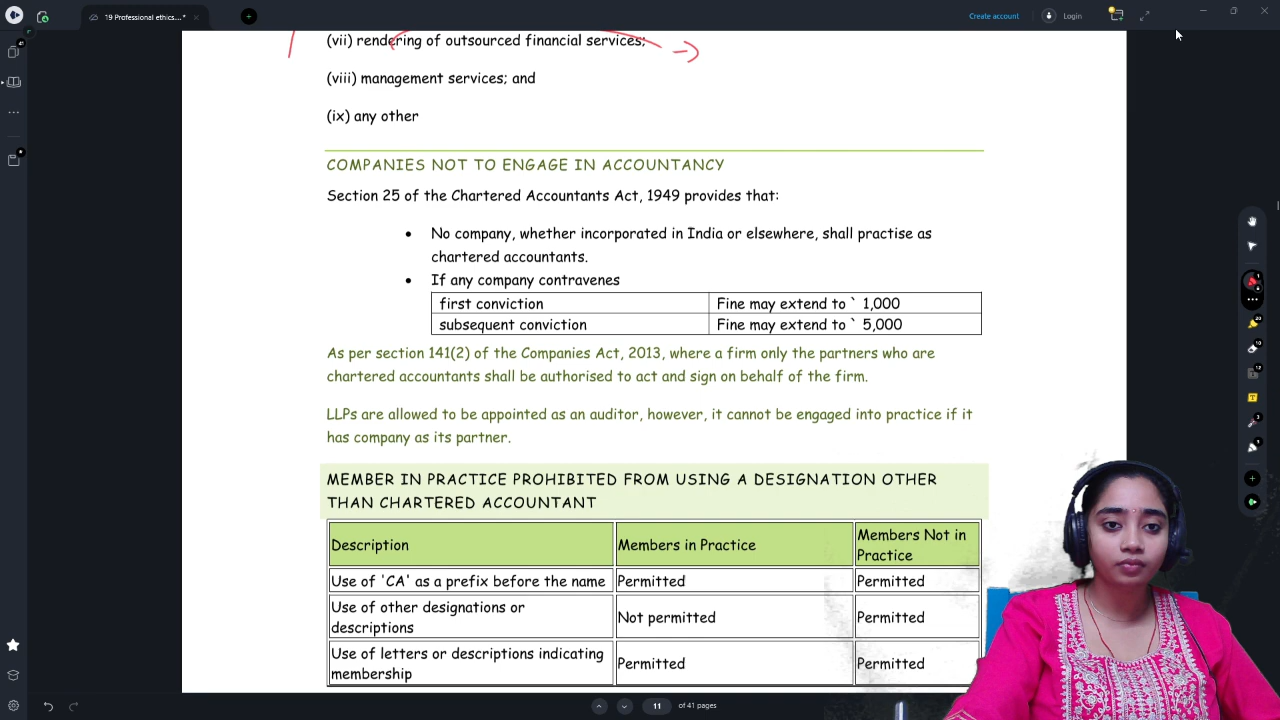 19 Professional ethics....*
Create account
Login
(vii) rendering of outsourced financial services;
(viii) management services; and
(ix) any other
COMPANIES NOT TO ENGAGE IN ACCOUNTANCY
Section 25 of the Chartered Accountants Act, 1949 provides that:
• No company, whether incorporated in India or elsewhere, shall practise as
chartered accountants.
• If any company contravenes
first conviction Fine may extend to ` 1,000
subsequent conviction Fine may extend to ` 5,000
As per section 141(2) of the Companies Act, 2013, where a firm only the partners who are
chartered accountants shall be authorised to act and sign on behalf of the firm.
LLPs are allowed to be appointed as an auditor, however, it cannot be engaged into practice if it
has company as its partner.
MEMBER IN PRACTICE PROHIBITED FROM USING A DESIGNATION OTHER
THAN CHARTERED ACCOUNTANT
Description Members in Practice Members Not in
Practice
Use of 'CA' as a prefix before the name Permitted Permitted
Use of other designations or
descriptions Not permitted Permitted
Use of letters or descriptions indicating
membership Permitted Permitted
11 of 41 pages